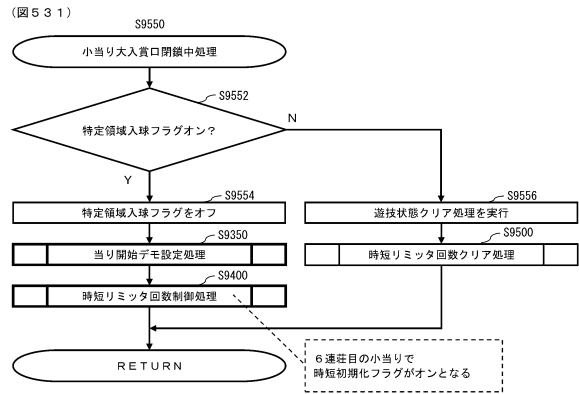 (図531)
S9550
小当り大入賞口閉鎖中処理
S9552
特定領域入球フラグオン？
N
Y
S9554
特定領域入球フラグをオフ
S9556
遊技状態クリア処理を実行
S9350
当り開始デモ設定処理
S9500
時短リミッタ回数クリア処理
S9400
時短リミッタ回数制御処理
RETURN
６連荘目の小当りで
時短初期化フラグがオンとなる